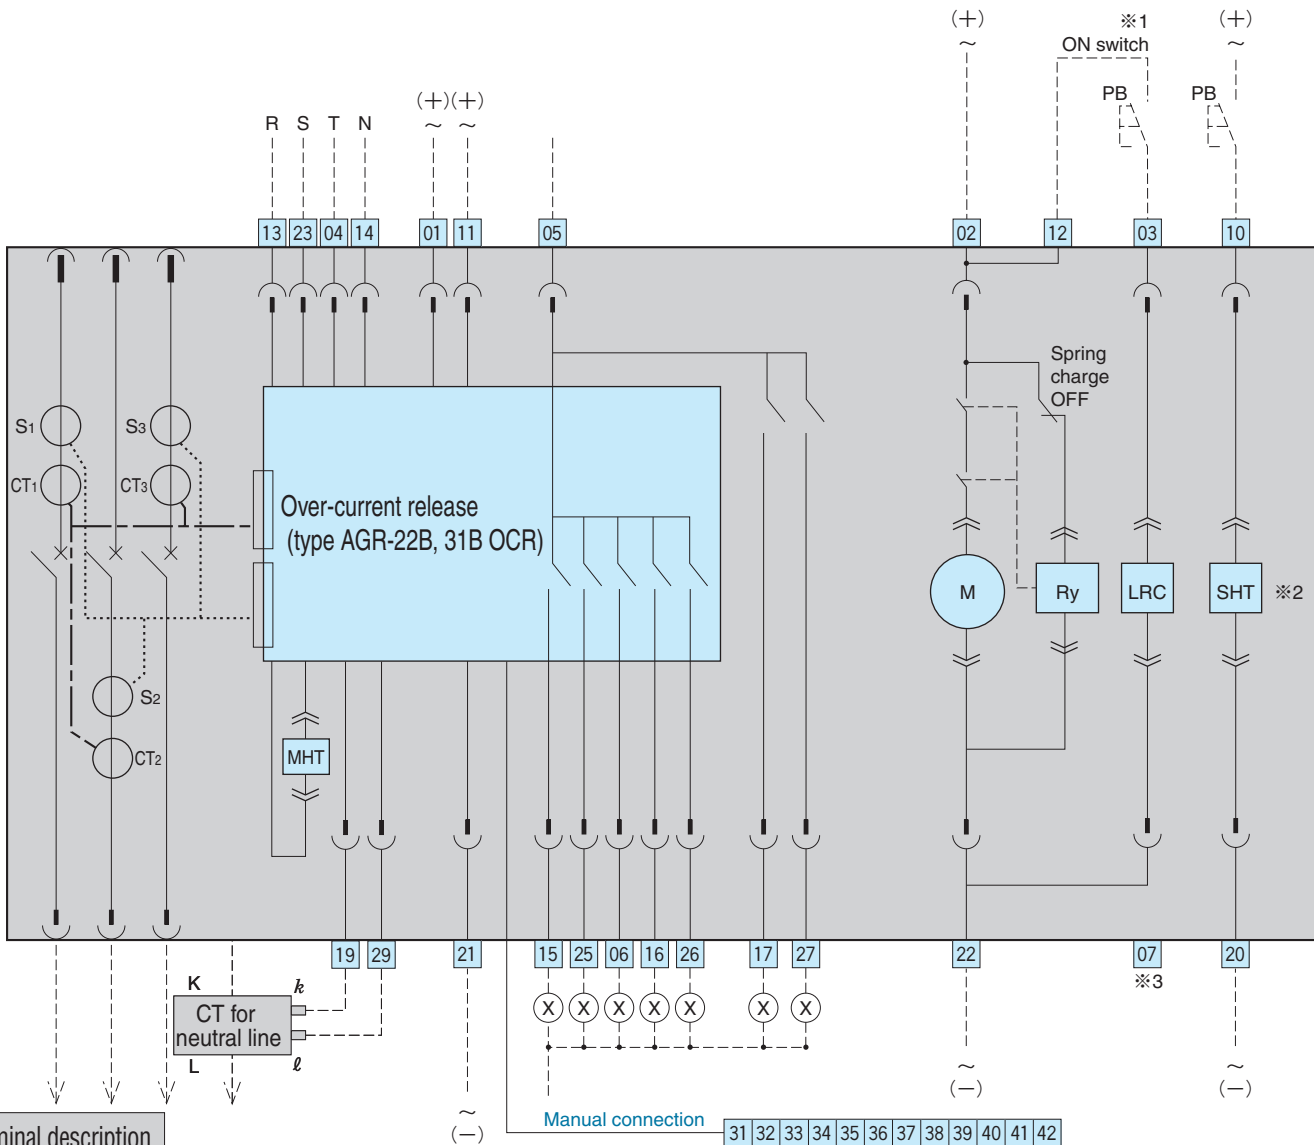 (+) ※1 (+)
~ ON switch ~
PB PB
(+) (+)
R S T N ~ ~
13 23 04 14 01 11 05 02 12 03 10
Spring
charge
OFF
S1 S3
CT1 CT3
Over-current release
(type AGR-22B, 31B OCR)
M Ry LRC SHT ※2
S2
CT2
MHT
19 29 21 15 25 06 16 26 17 27 22 07 20
※3
K k
CT for
neutral line
L ℓ
X X X X X X X
~ ~
(−) (−)
~
(−)
Manual connection
31 32 33 34 35 36 37 38 39 40 41 42
minal description